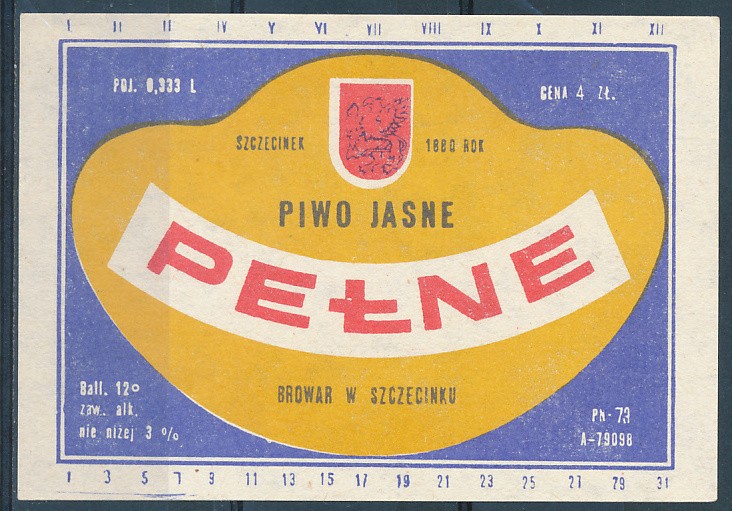 I II III IV V VI VII VIII IX X XI XII
POJ. 0,333 L
CENA 4 ZŁ.
SZCZECINEK 1880 ROK
PIWO JASNE
PEŁNE
BROWAR W SZCZECINKU
Ball. 12°
zaw. alk.
nie niżej 3 %
PN-73
A-79098
1 3 5 7 9 11 13 15 17 19 21 23 25 27 29 31